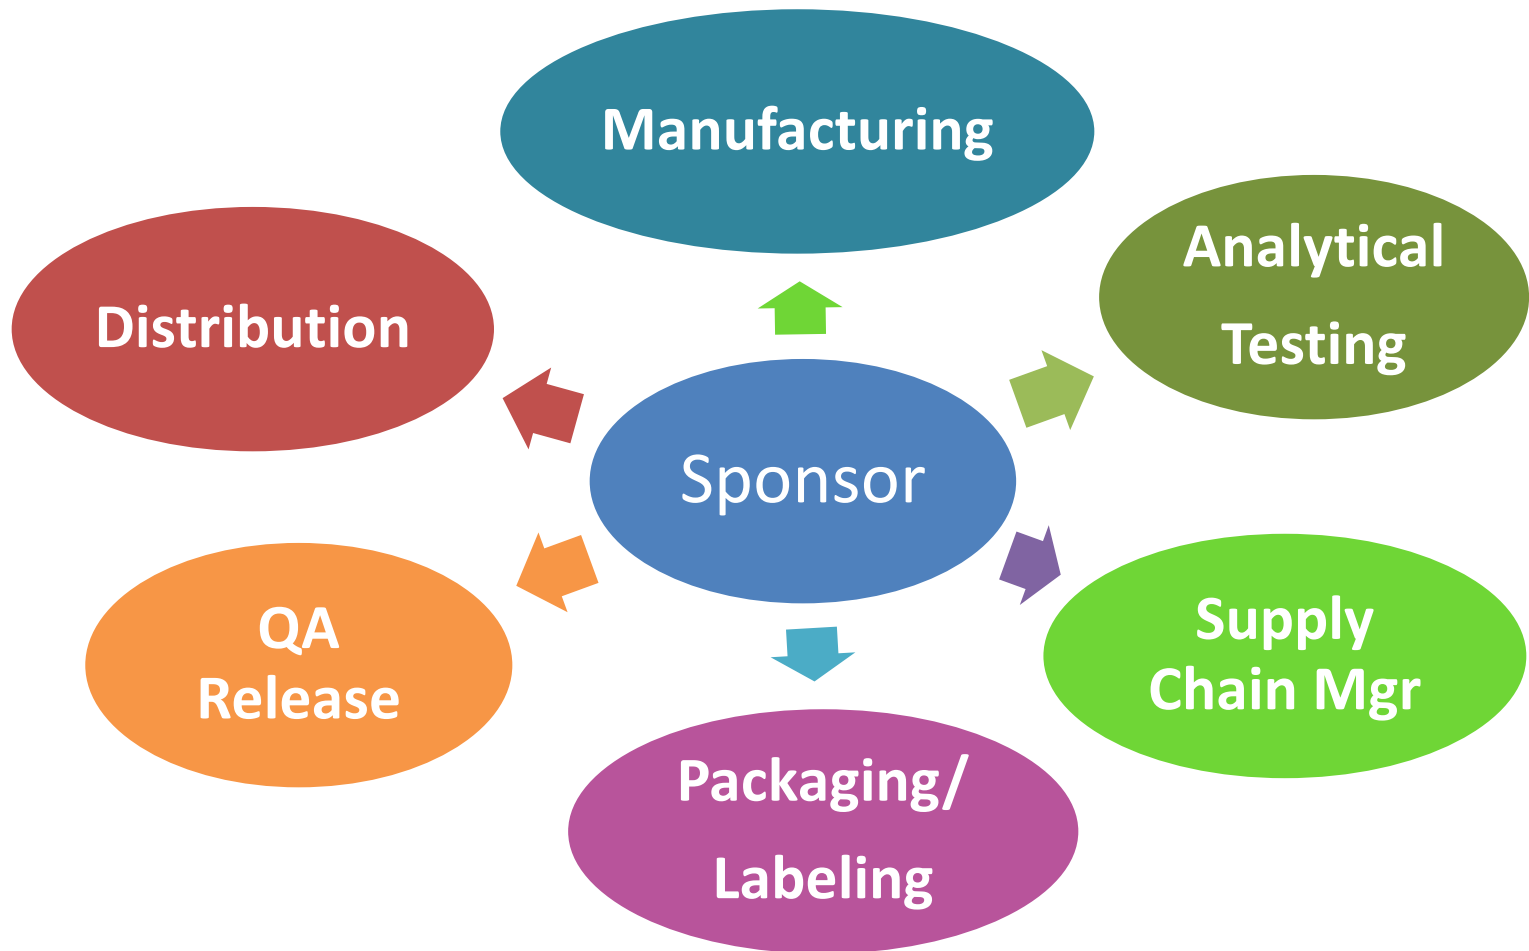 Manufacturing
Analytical
Testing
Distribution
Sponsor
Supply
Chain Mgr
QA
Release
Packaging/
Labeling